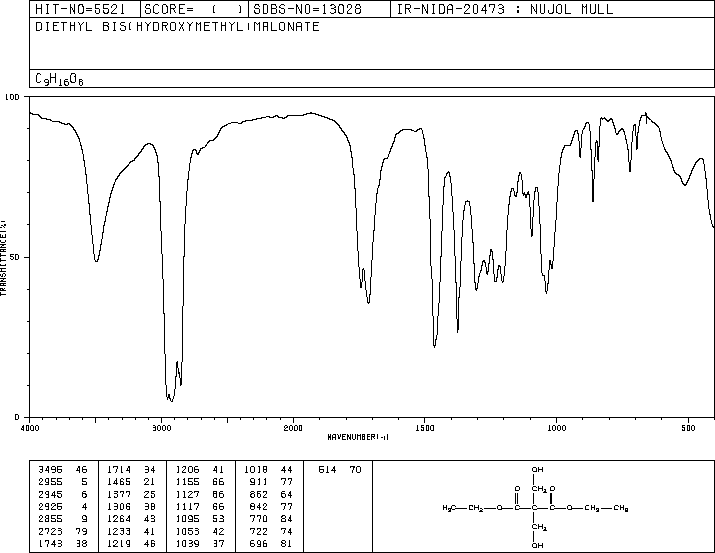 HIT-NO=5521 SCORE= ( ) SDBS-NO=13028 IR-NIDA-20473 : NUJOL MULL
DIETHYL BIS(HYDROXYMETHYL)MALONATE
C9H16O6
100
50
0
TRANSMITTANCE(%)
4000 3000 2000 1500 1000 500
WAVENUMBER(-1)
3495 46 1714 34 1206 41 1018 44 514 70
2955 5 1465 21 1155 66 911 77
2945 6 1377 25 1127 66 862 64
2925 4 1306 38 1117 66 842 77
2855 9 1264 43 1095 53 770 84
2723 79 1233 41 1053 42 722 74
1743 38 1219 46 1039 37 696 81
OH
O CH2 O
H3C—CH2—O—C—C—C—O—CH2—CH3
CH2
OH